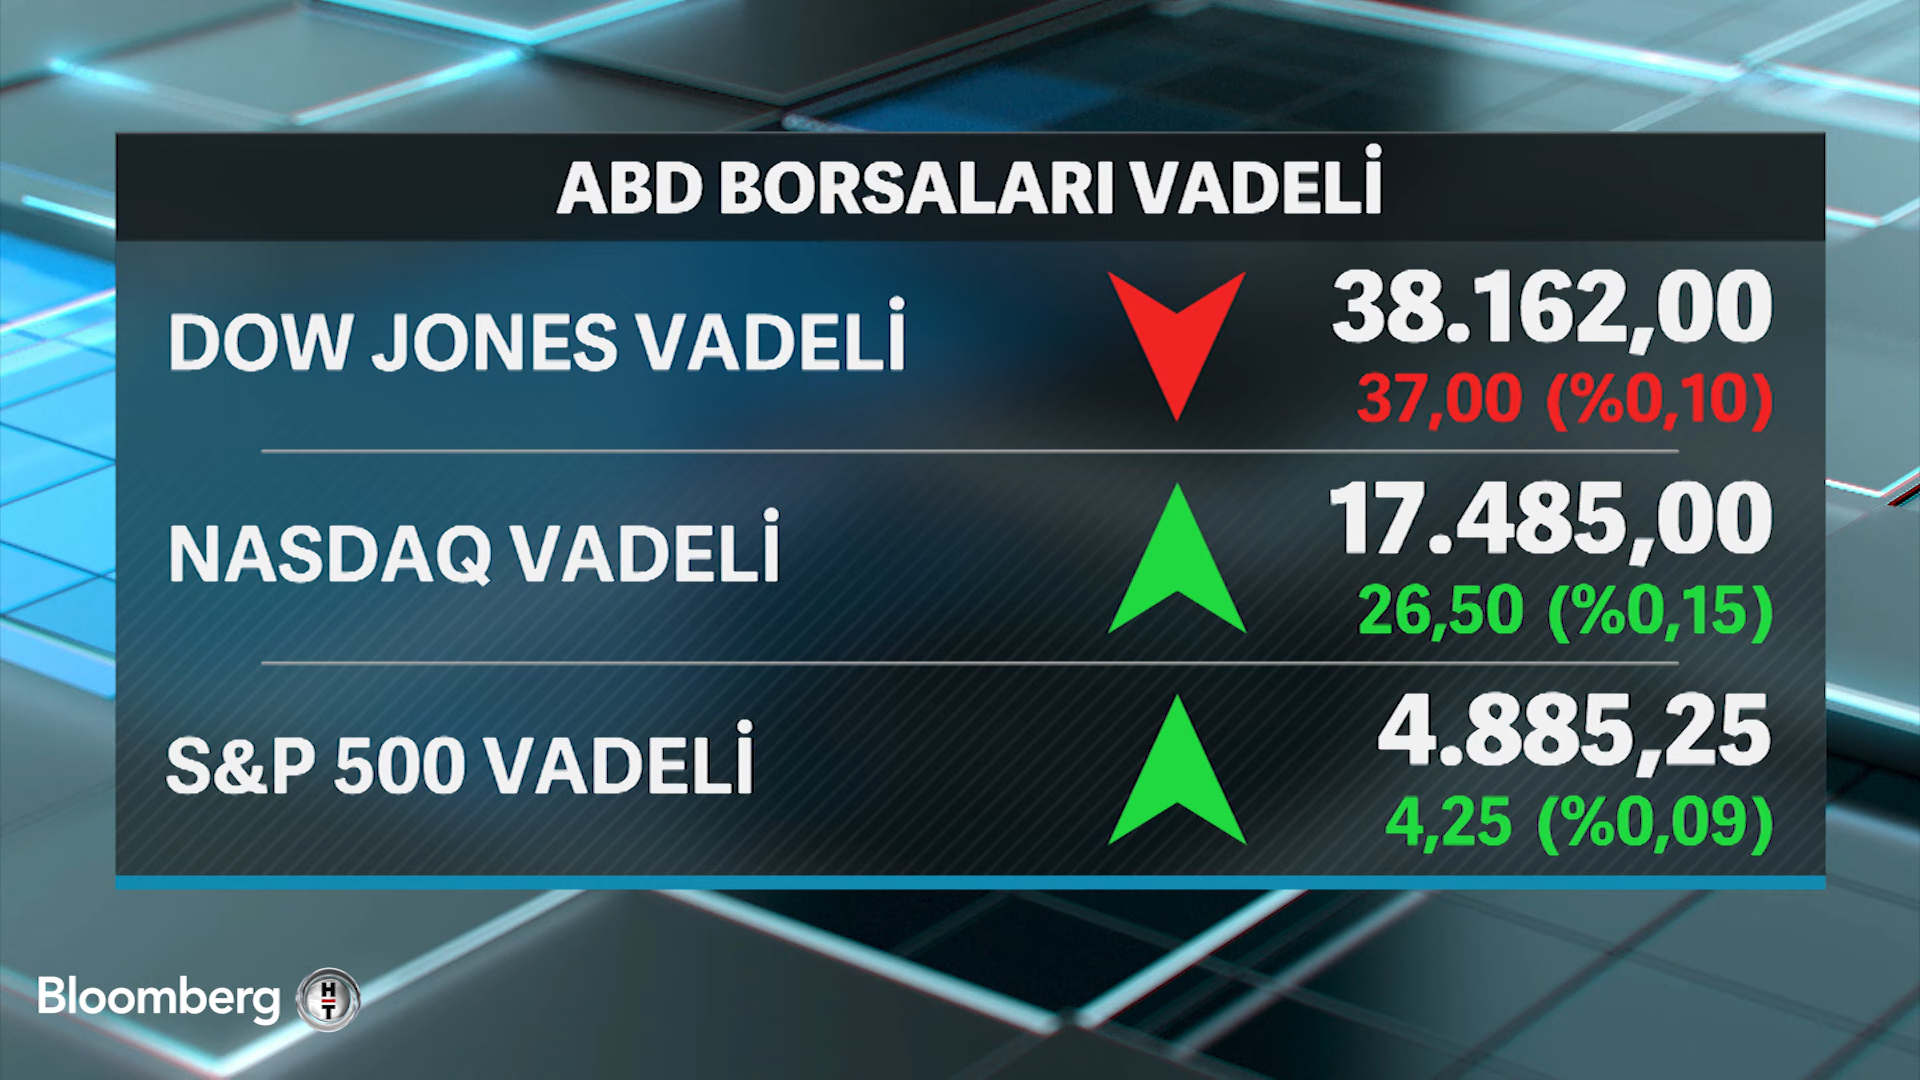 ABD BORSALARI VADELİ
DOW JONES VADELİ
38.162,00
37,00 (%0,10)
NASDAQ VADELİ
17.485,00
26,50 (%0,15)
S&P 500 VADELİ
4.885,25
4,25 (%0,09)
Bloomberg HT